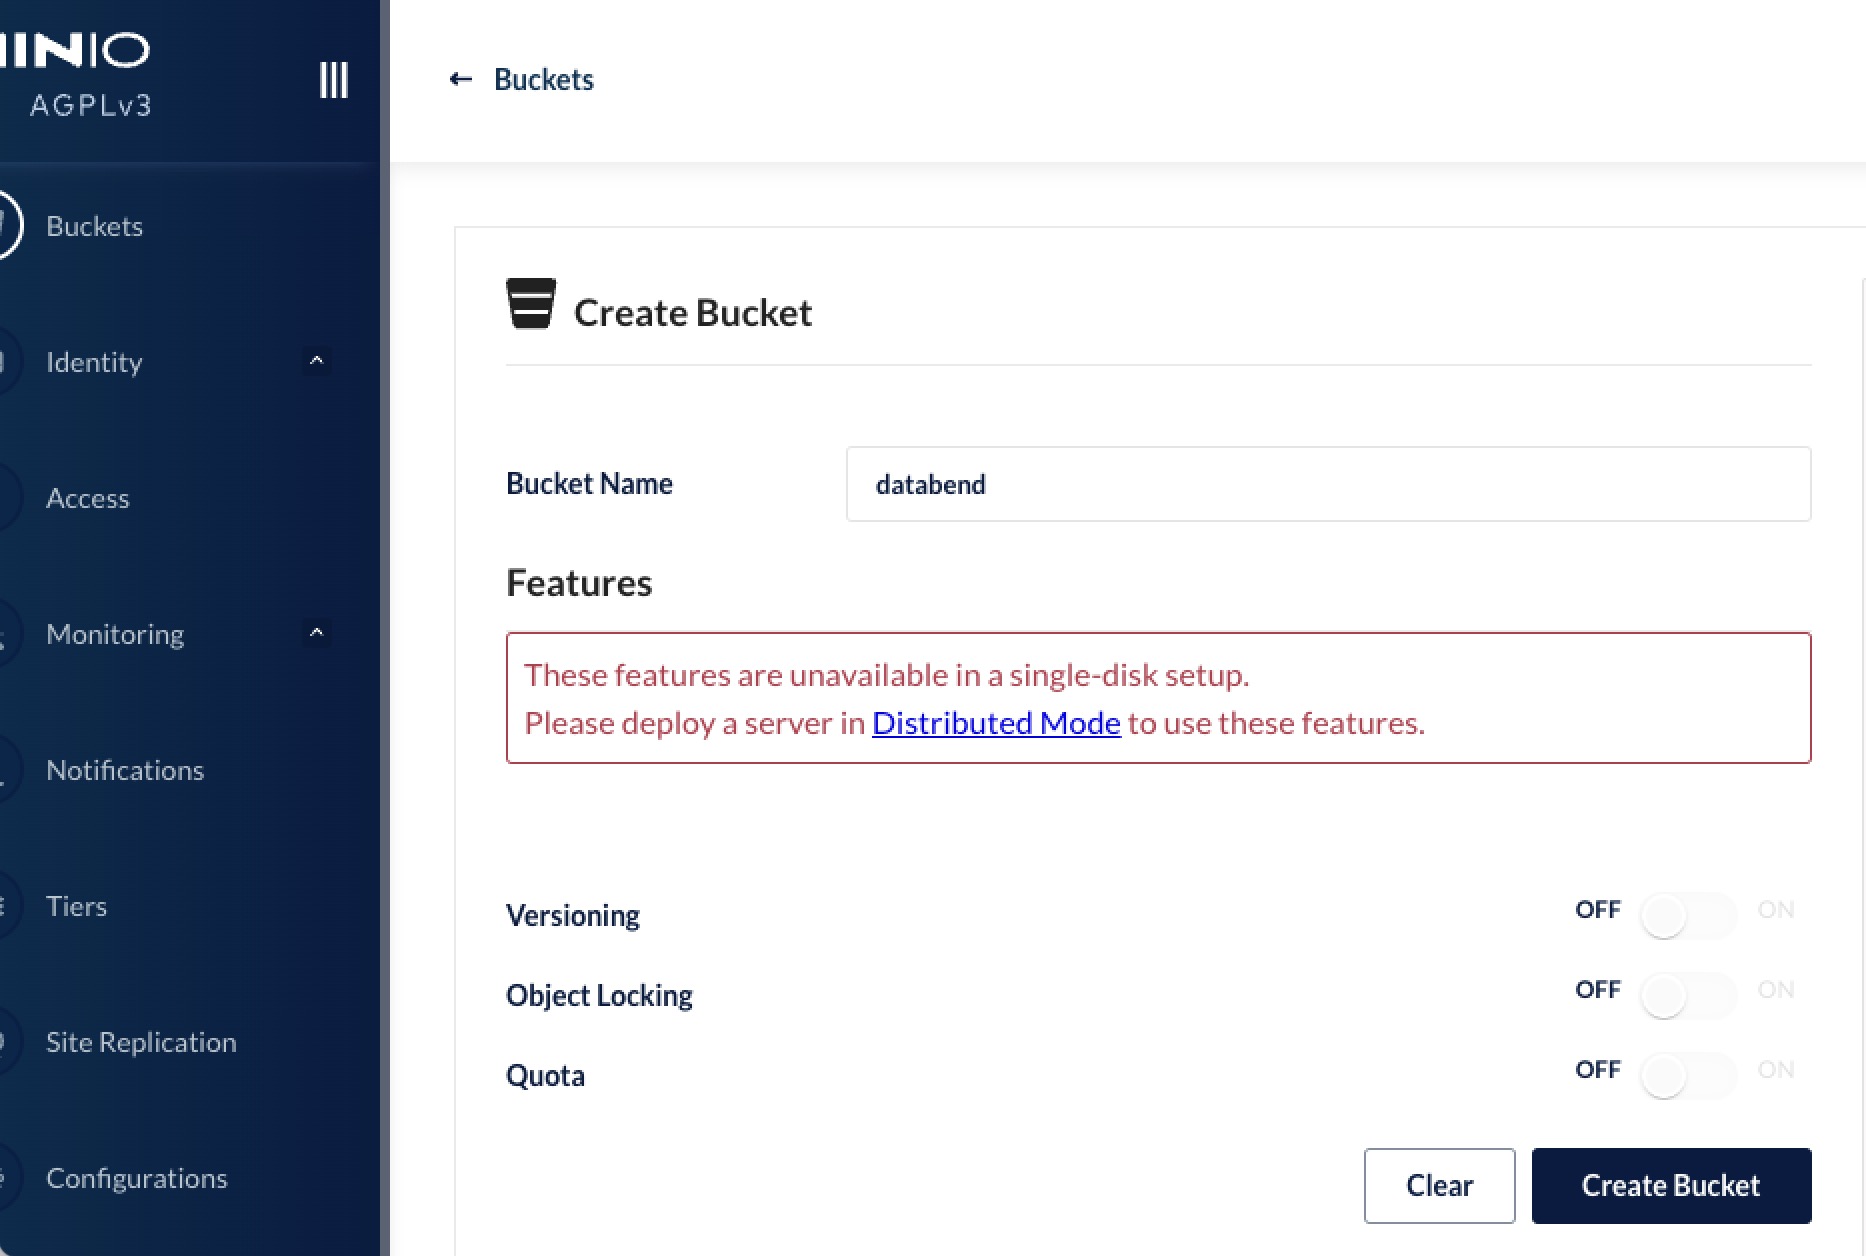 INIO
AGPLv3
Buckets
Identity
Access
Monitoring
Notifications
Tiers
Site Replication
Configurations
← Buckets
Create Bucket
Bucket Name
databend
Features
These features are unavailable in a single-disk setup.
Please deploy a server in Distributed Mode to use these features.
Versioning OFF ON
Object Locking OFF ON
Quota OFF ON
Clear Create Bucket